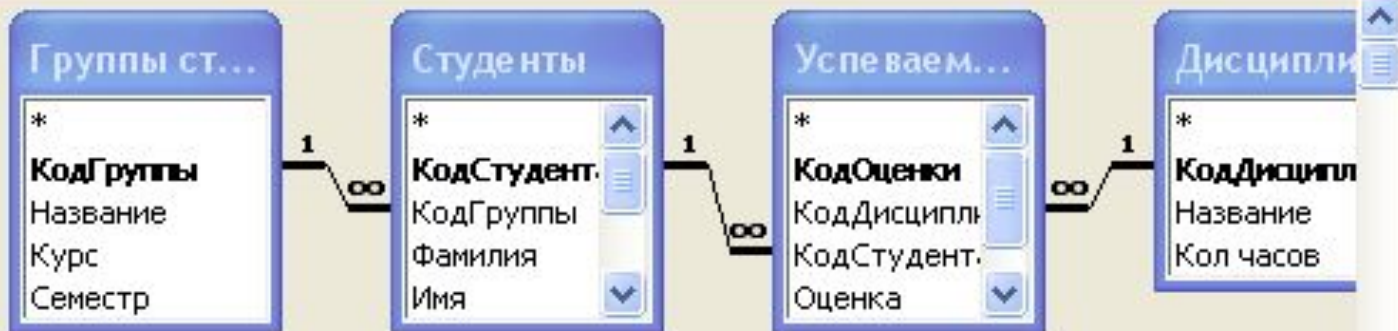 Группы ст...
*
КодГруппы
Название
Курс
Семестр
1
∞
Студенты
*
КодСтудент
КодГруппы
Фамилия
Имя
1
∞
Успеваем...
*
КодОценки
КодДисципли
КодСтудента
Оценка
∞
1
Дисципли
*
КодДисципл
Название
Кол часов